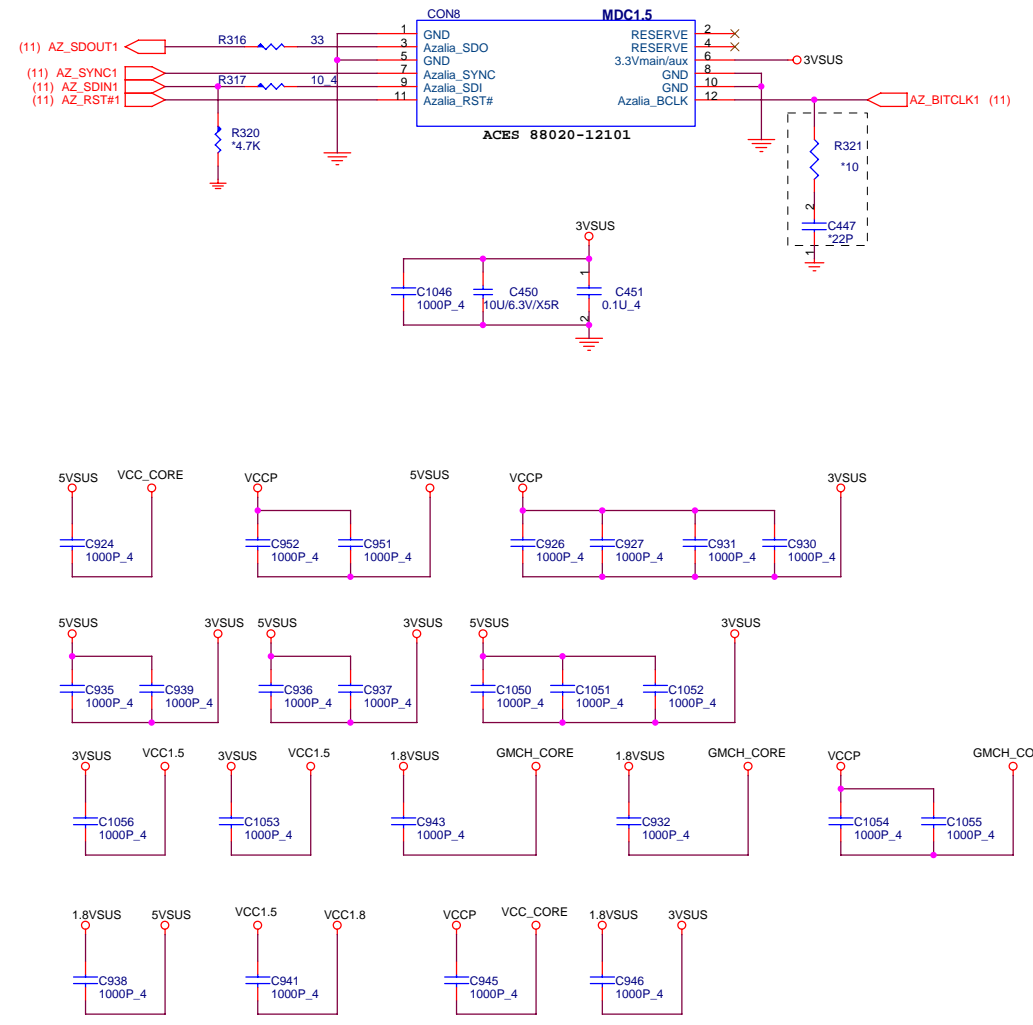 CON8 MDC1.5
1 GND RESERVE 2
(11) AZ_SDOUT1 R316 33 3 Azalia_SDO RESERVE 4
5 GND 3.3Vmain/aux 6 3VSUS
(11) AZ_SYNC1 7 Azalia_SYNC GND 8
(11) AZ_SDIN1 R317 10_4 9 Azalia_SDI GND 10
(11) AZ_RST#1 11 Azalia_RST# Azalia_BCLK 12 AZ_BITCLK1 (11)
ACES 88020-12101
R320
*4.7K
R321
*10
2
C447
*22P
1
3VSUS
1
C1046 C450 C451
1000P_4 10U/6.3V/X5R 0.1U_4
2
5VSUS VCC_CORE VCCP 5VSUS VCCP 3VSUS
C924 C952 C951 C926 C927 C931 C930
1000P_4 1000P_4 1000P_4 1000P_4 1000P_4 1000P_4 1000P_4
5VSUS 3VSUS 5VSUS 3VSUS 5VSUS 3VSUS
C935 C939 C936 C937 C1050 C1051 C1052
1000P_4 1000P_4 1000P_4 1000P_4 1000P_4 1000P_4 1000P_4
3VSUS VCC1.5 3VSUS VCC1.5 1.8VSUS GMCH_CORE 1.8VSUS GMCH_CORE VCCP GMCH_CO
C1056 C1053 C943 C932 C1054 C1055
1000P_4 1000P_4 1000P_4 1000P_4 1000P_4 1000P_4
1.8VSUS 5VSUS VCC1.5 VCC1.8 VCCP VCC_CORE 1.8VSUS 3VSUS
C938 C941 C945 C946
1000P_4 1000P_4 1000P_4 1000P_4